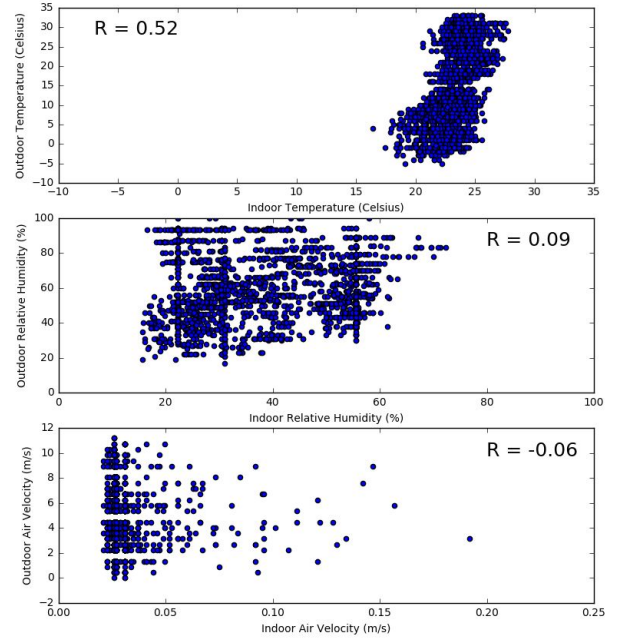 35
30
25
20
15
10
5
0
−5
−10
Outdoor Temperature (Celsius)
R = 0.52
−10 −5 0 5 10 15 20 25 30 35
Indoor Temperature (Celsius)
100
80
60
40
20
0
Outdoor Relative Humidity (%)
R = 0.09
0 20 40 60 80 100
Indoor Relative Humidity (%)
12
10
8
6
4
2
0
−2
Outdoor Air Velocity (m/s)
R = -0.06
0.00 0.05 0.10 0.15 0.20 0.25
Indoor Air Velocity (m/s)